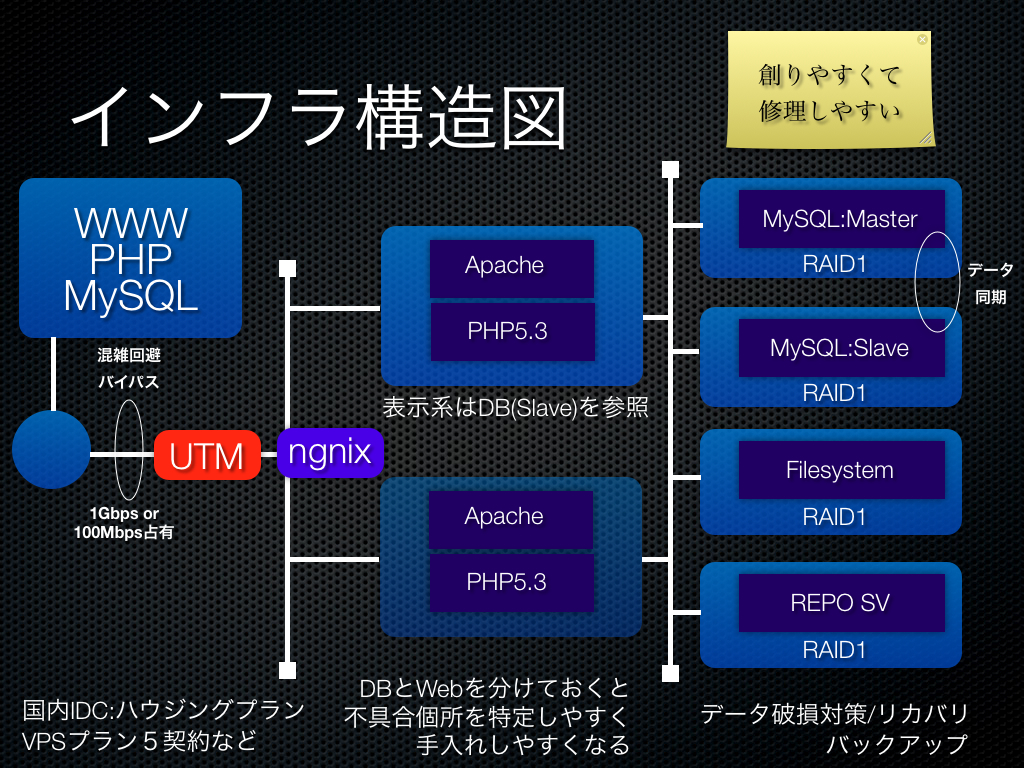 インフラ構造図
創りやすくて
修理しやすい
WWW
PHP
MySQL
混雑回避
バイパス
1Gbps or
100Mbps占有
UTM
ngnix
Apache
PHP5.3
表示系はDB(Slave)を参照
Apache
PHP5.3
MySQL:Master
RAID1
データ
同期
MySQL:Slave
RAID1
Filesystem
RAID1
REPO SV
RAID1
国内IDC:ハウジングプラン
VPSプラン５契約など
DBとWebを分けておくと
不具合個所を特定しやすく
手入れしやすくなる
データ破損対策/リカバリ
バックアップ